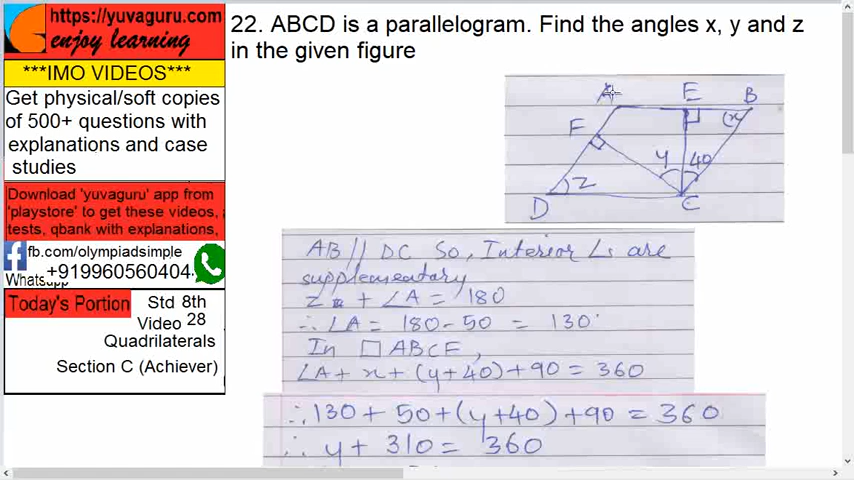 https://yuvaguru.com
enjoy learning
***IMO VIDEOS***
Get physical/soft copies
of 500+ questions with
explanations and case
studies
Download 'yuvaguru' app from
'playstore' to get these videos,
tests, qbank with explanations,
fb.com/olympiadsimple
Whatsapp +919960560404
Today's Portion
Std 8th
Video 28
Quadrilaterals
Section C (Achiever)
22. ABCD is a parallelogram. Find the angles x, y and z
in the given figure
A E B
F x
y 40
z
D C
AB || DC So, Interior ∠s are
supplementary
z + ∠A = 180
∴ ∠A = 180 - 50 = 130°
In □ ABCF,
∠A + x + (y+40) + 90 = 360
∴ 130 + 50 + (y+40) + 90 = 360
∴ y + 310 = 360